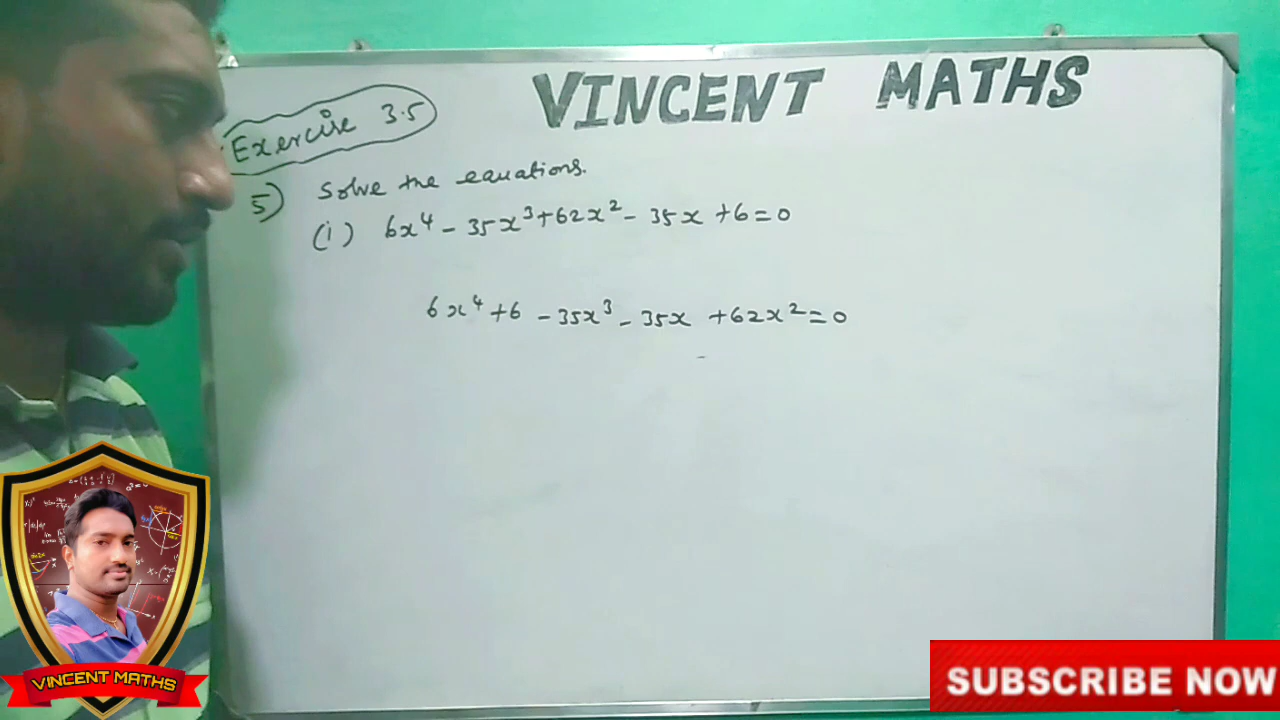 VINCENT MATHS
Exercise 3.5
5) Solve the equations.
(i) 6x⁴ - 35x³ + 62x² - 35x + 6 = 0
6x⁴ + 6 - 35x³ - 35x + 62x² = 0
VINCENT MATHS
SUBSCRIBE NOW